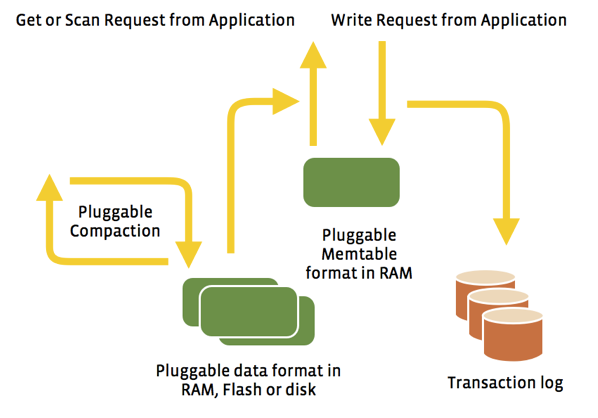 Get or Scan Request from Application
Write Request from Application
Pluggable
Compaction
Pluggable
Memtable
format in RAM
Pluggable data format in
RAM, Flash or disk
Transaction log